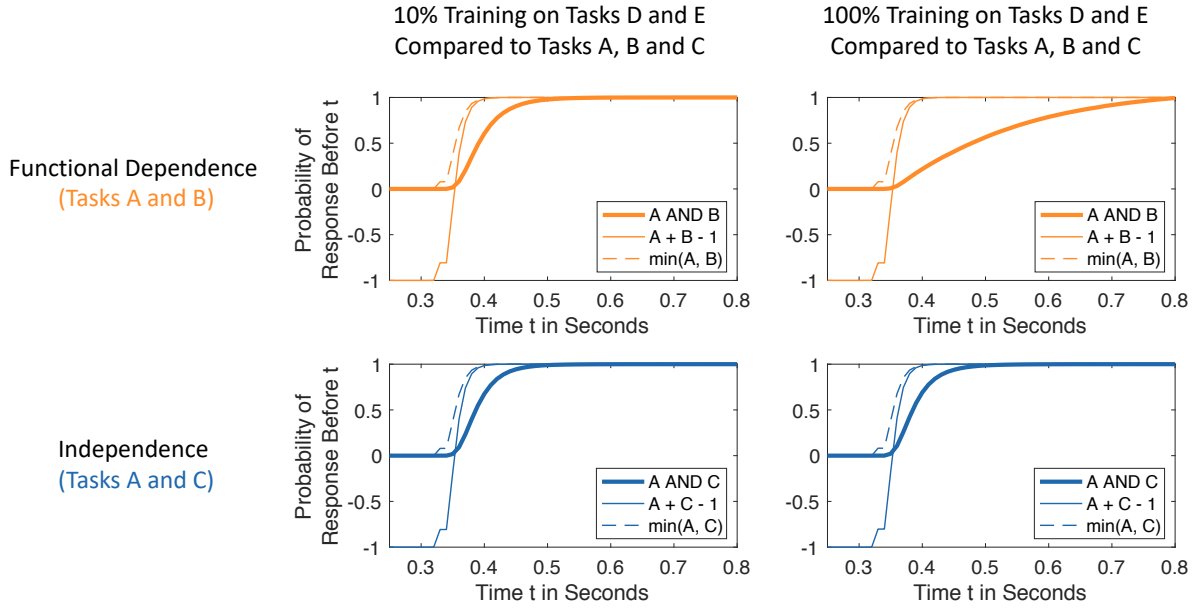 10% Training on Tasks D and E
Compared to Tasks A, B and C
100% Training on Tasks D and E
Compared to Tasks A, B and C
Functional Dependence
(Tasks A and B)
Probability of
Response Before t
1
0.5
0
-0.5
-1
A AND B
A + B - 1
min(A, B)
0.3 0.4 0.5 0.6 0.7 0.8
Time t in Seconds
1
0.5
0
-0.5
-1
A AND B
A + B - 1
min(A, B)
0.3 0.4 0.5 0.6 0.7 0.8
Time t in Seconds
Independence
(Tasks A and C)
Probability of
Response Before t
1
0.5
0
-0.5
-1
A AND C
A + C - 1
min(A, C)
0.3 0.4 0.5 0.6 0.7 0.8
Time t in Seconds
1
0.5
0
-0.5
-1
A AND C
A + C - 1
min(A, C)
0.3 0.4 0.5 0.6 0.7 0.8
Time t in Seconds